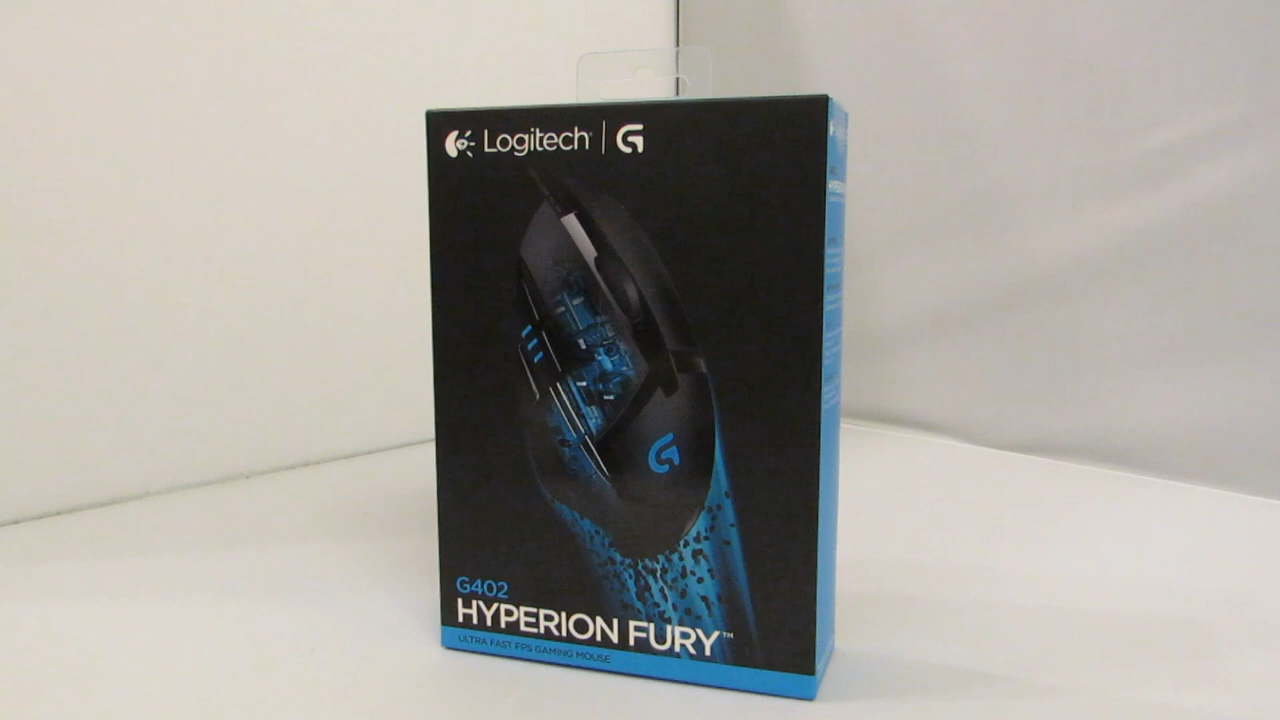 Logitech | G
G
G402
HYPERION FURY™
ULTRA FAST FPS GAMING MOUSE